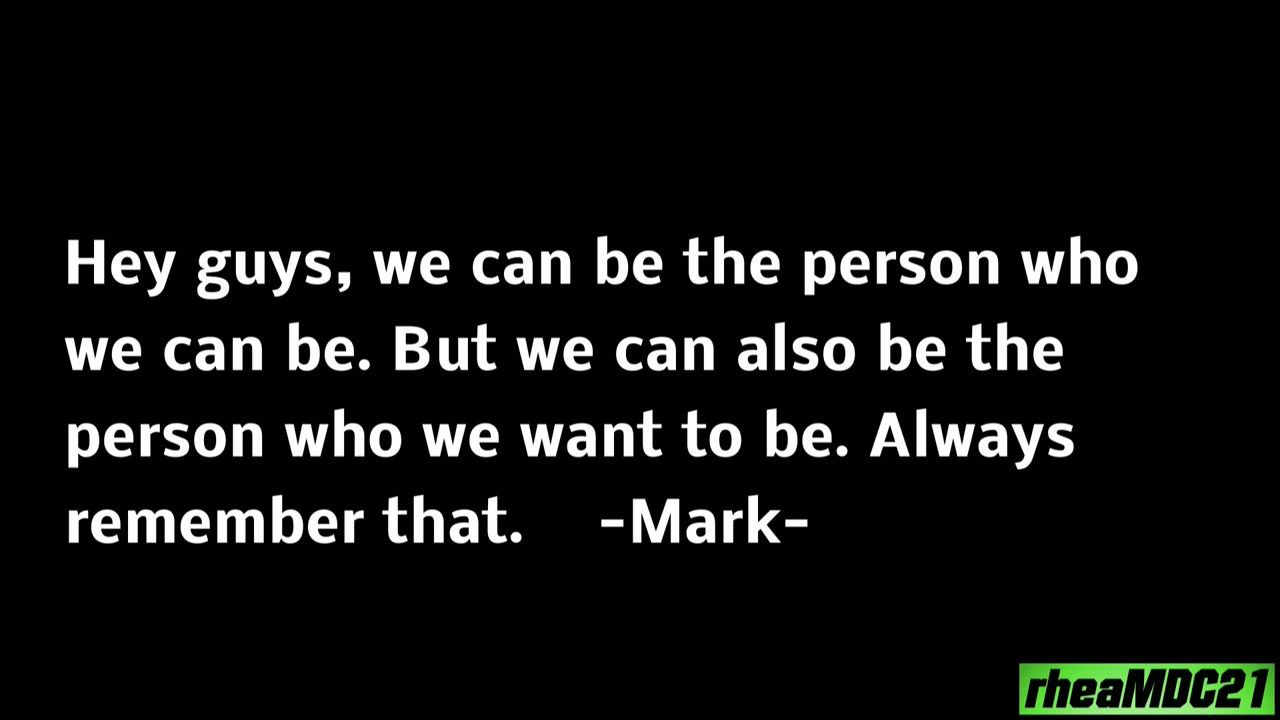 Hey guys, we can be the person who
we can be. But we can also be the
person who we want to be. Always
remember that. -Mark-
rheaMDC21